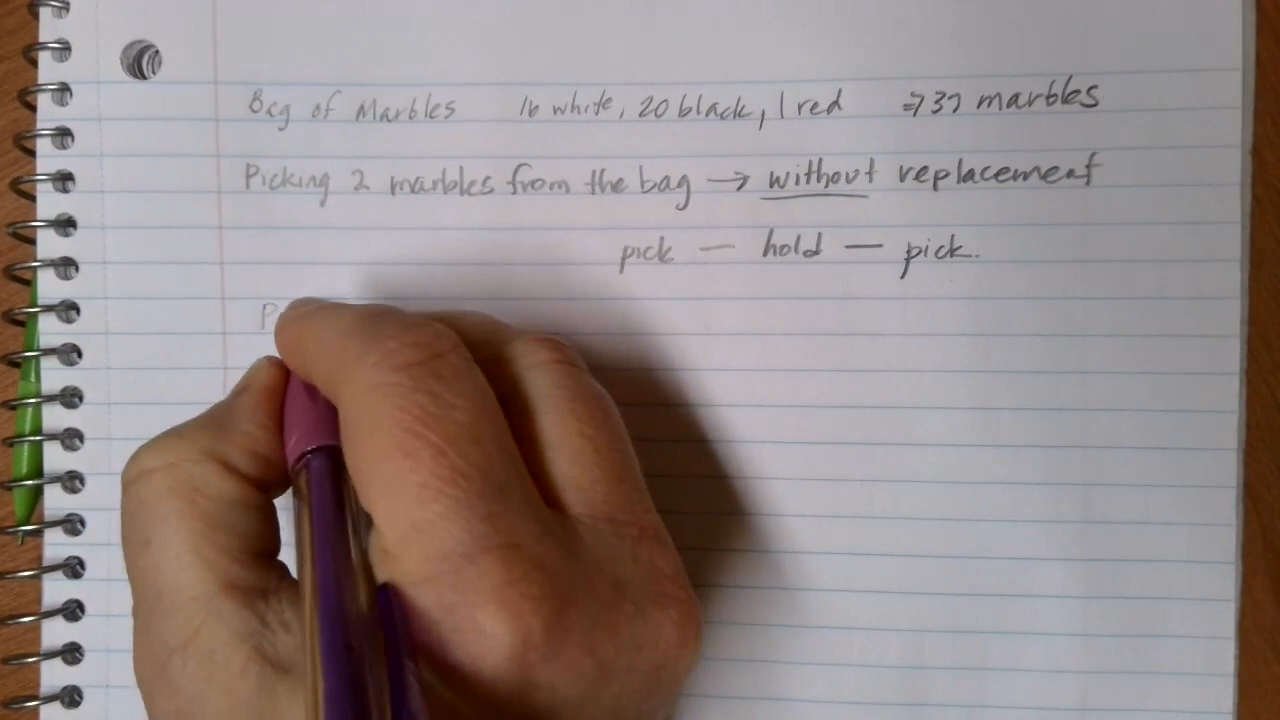 Bag of Marbles 16 white, 20 black, 1 red ⇒ 37 marbles
Picking 2 marbles from the bag → without replacement
pick — hold — pick.
P